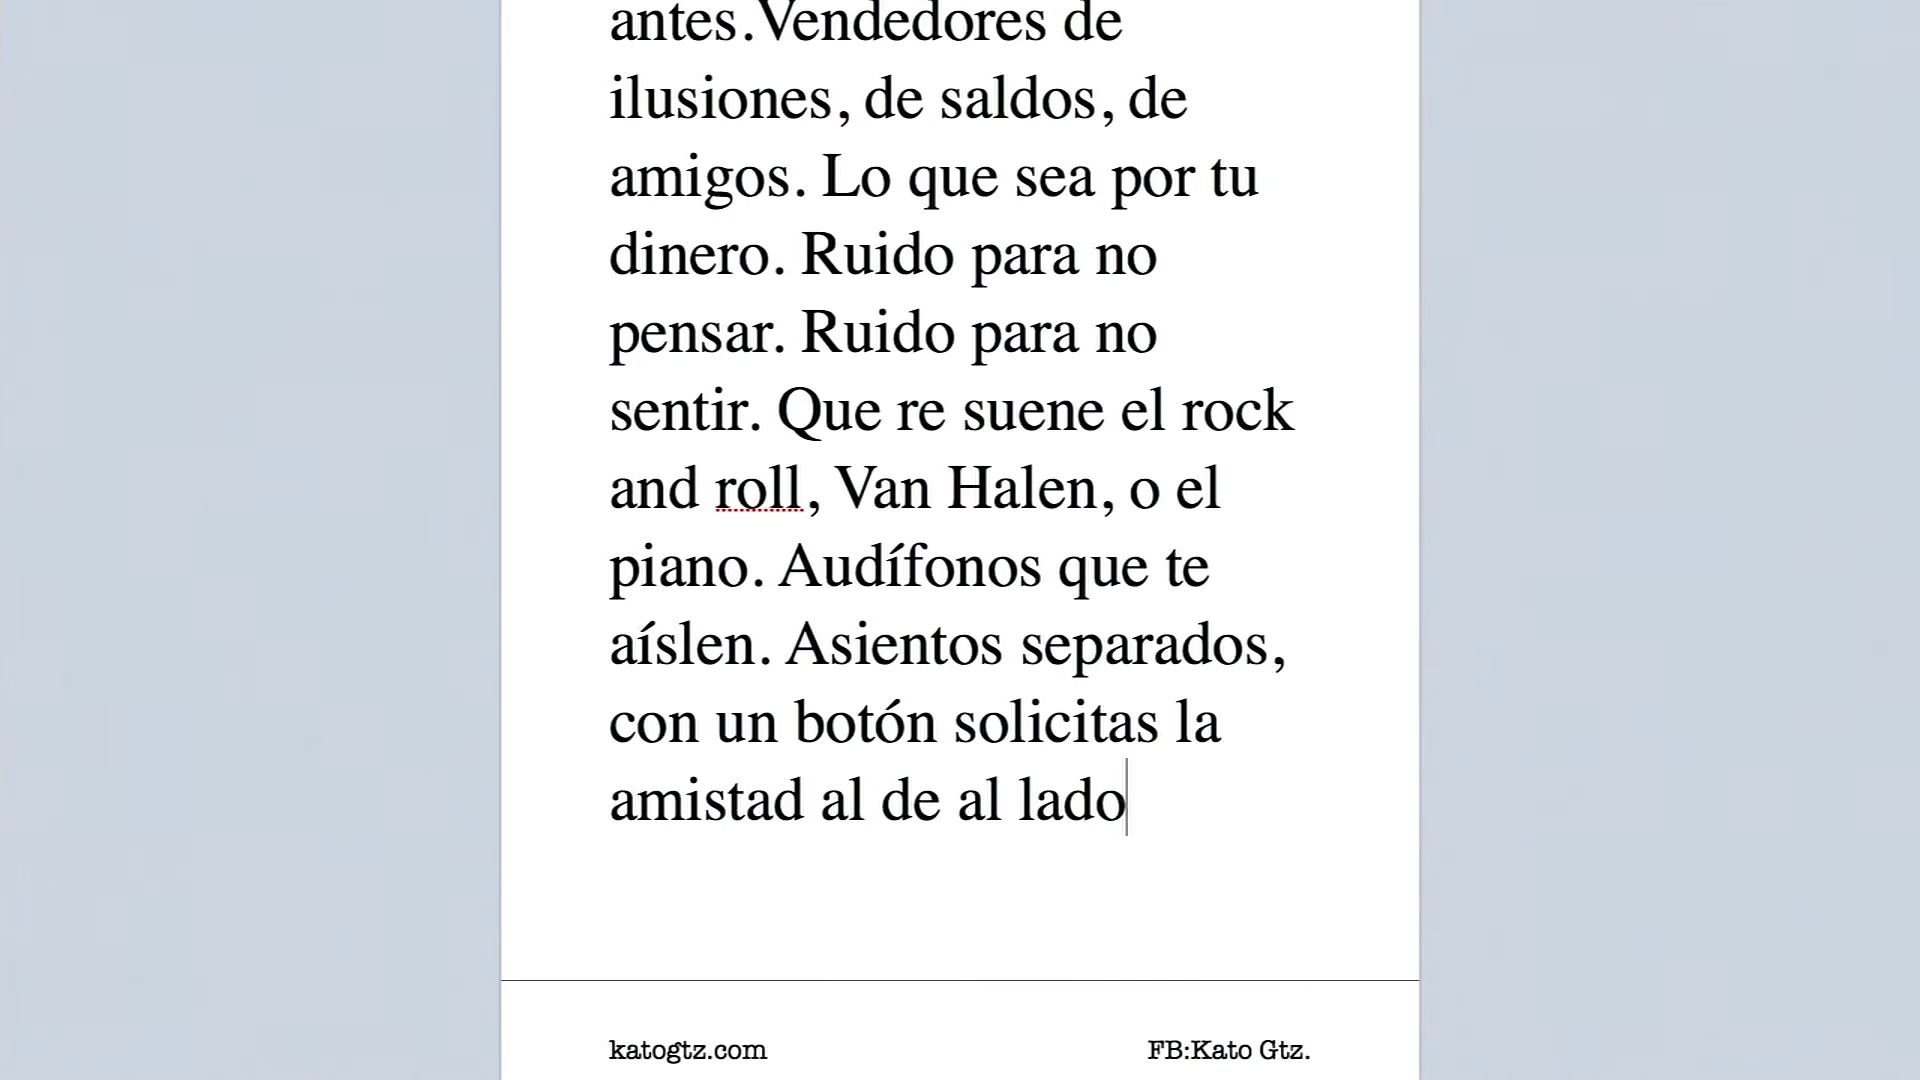 antes.Vendedores de
ilusiones, de saldos, de
amigos. Lo que sea por tu
dinero. Ruido para no
pensar. Ruido para no
sentir. Que re suene el rock
and roll, Van Halen, o el
piano. Audífonos que te
aíslen. Asientos separados,
con un botón solicitas la
amistad al de al lado
katogtz.com FB:Kato Gtz.